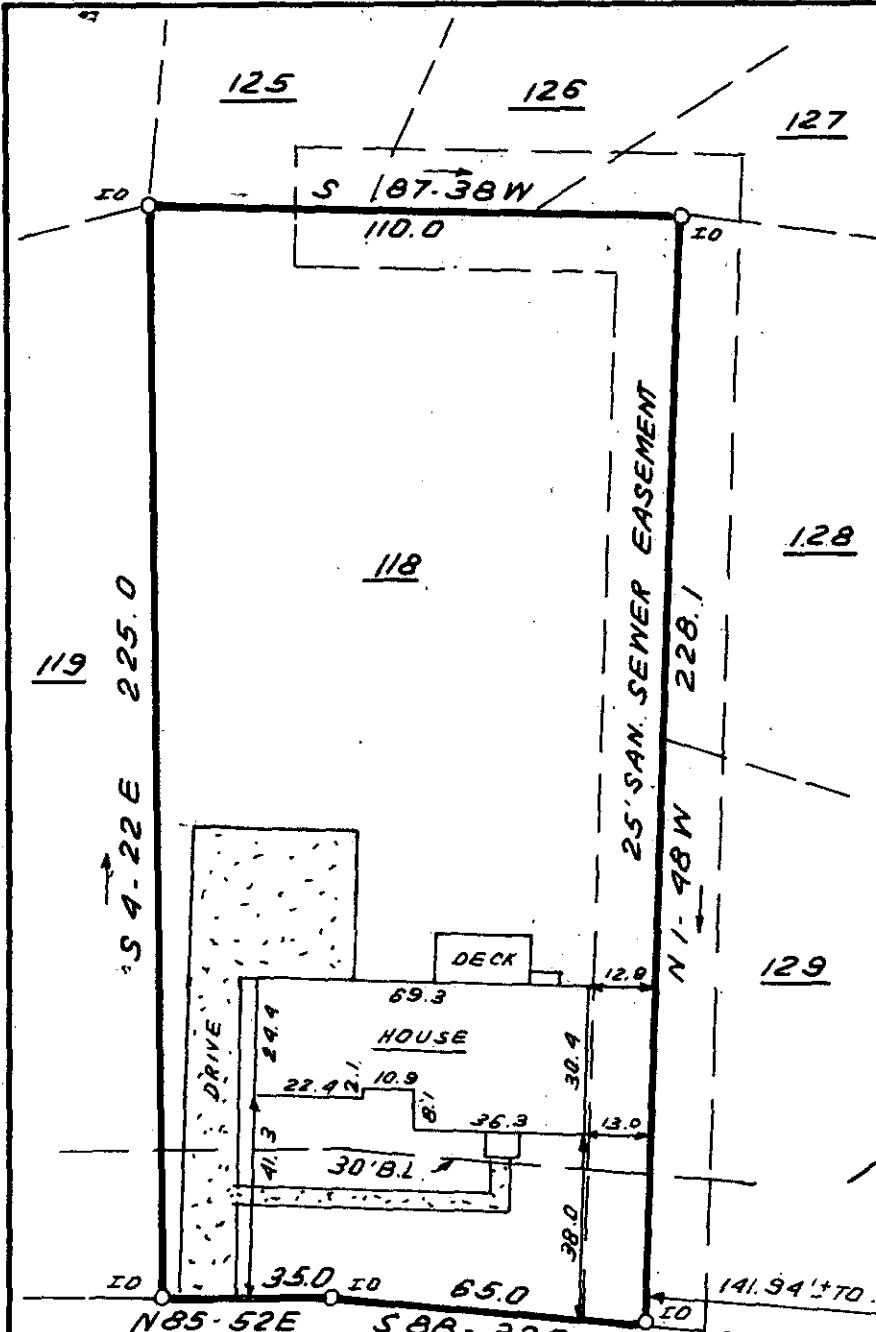 125
126
127
IO
S 87-38W
IO
110.0
118
25' SAN. SEWER EASEMENT
128
119
S 4-22 E 225.0
228.1
N 1-48 W
129
DECK
12.8
69.3
HOUSE
DRIVE
24.4
30.4
22.4
2.1
10.9
8.1
36.3
13.0
41.3
30' B.L
38.0
IO
35.0
IO
65.0
141.94'± TO
IO
N85-52E